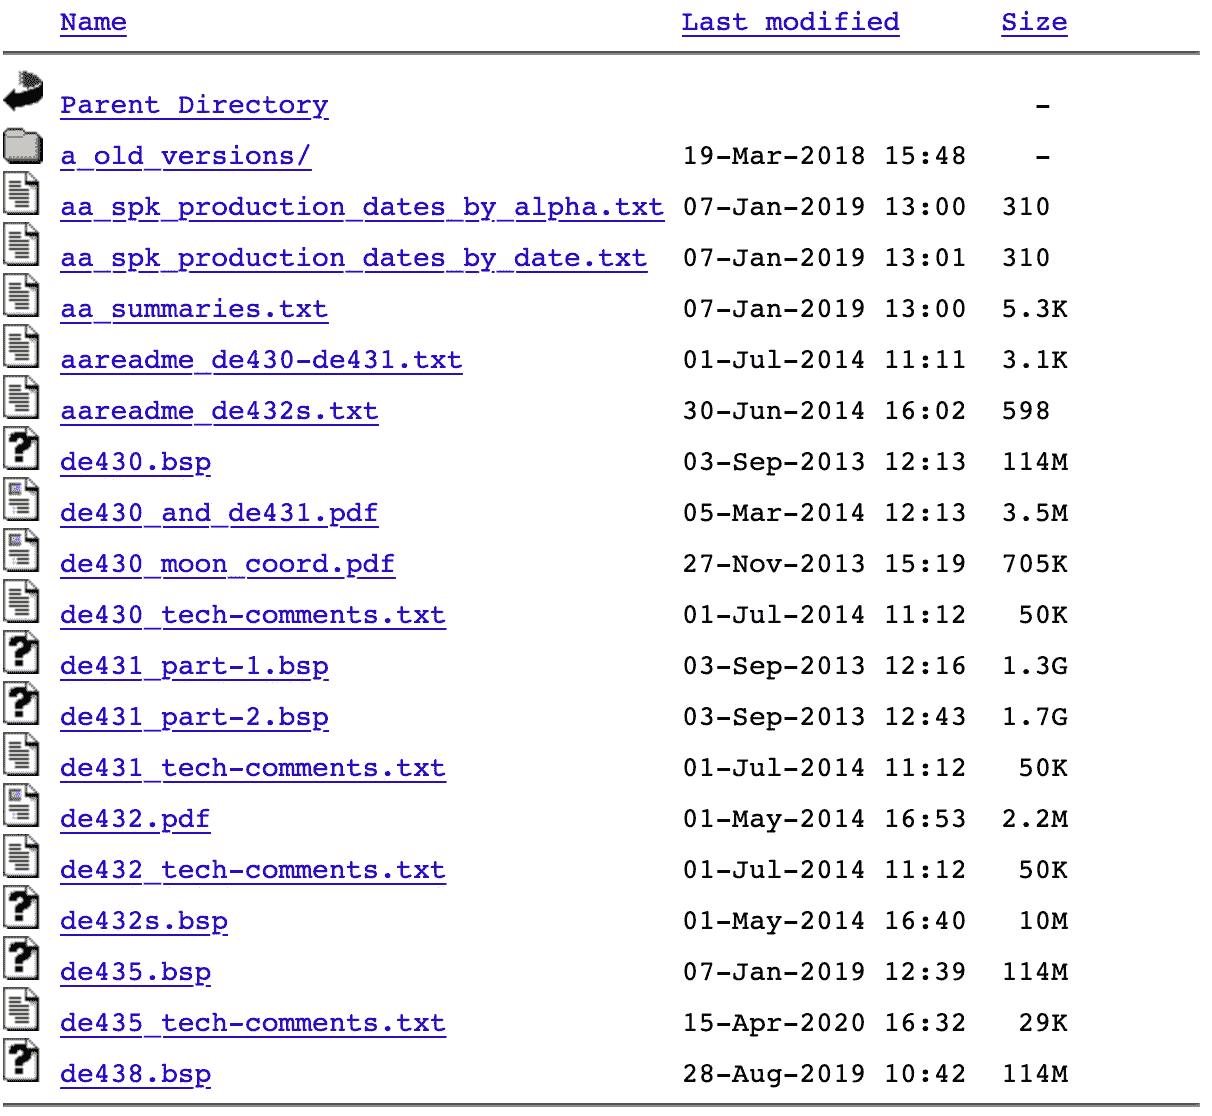 Name Last modified Size
Parent Directory -
a_old_versions/ 19-Mar-2018 15:48 -
aa_spk_production_dates_by_alpha.txt 07-Jan-2019 13:00 310
aa_spk_production_dates_by_date.txt 07-Jan-2019 13:01 310
aa_summaries.txt 07-Jan-2019 13:00 5.3K
aareadme_de430-de431.txt 01-Jul-2014 11:11 3.1K
aareadme_de432s.txt 30-Jun-2014 16:02 598
de430.bsp 03-Sep-2013 12:13 114M
de430_and_de431.pdf 05-Mar-2014 12:13 3.5M
de430_moon_coord.pdf 27-Nov-2013 15:19 705K
de430_tech-comments.txt 01-Jul-2014 11:12 50K
de431_part-1.bsp 03-Sep-2013 12:16 1.3G
de431_part-2.bsp 03-Sep-2013 12:43 1.7G
de431_tech-comments.txt 01-Jul-2014 11:12 50K
de432.pdf 01-May-2014 16:53 2.2M
de432_tech-comments.txt 01-Jul-2014 11:12 50K
de432s.bsp 01-May-2014 16:40 10M
de435.bsp 07-Jan-2019 12:39 114M
de435_tech-comments.txt 15-Apr-2020 16:32 29K
de438.bsp 28-Aug-2019 10:42 114M